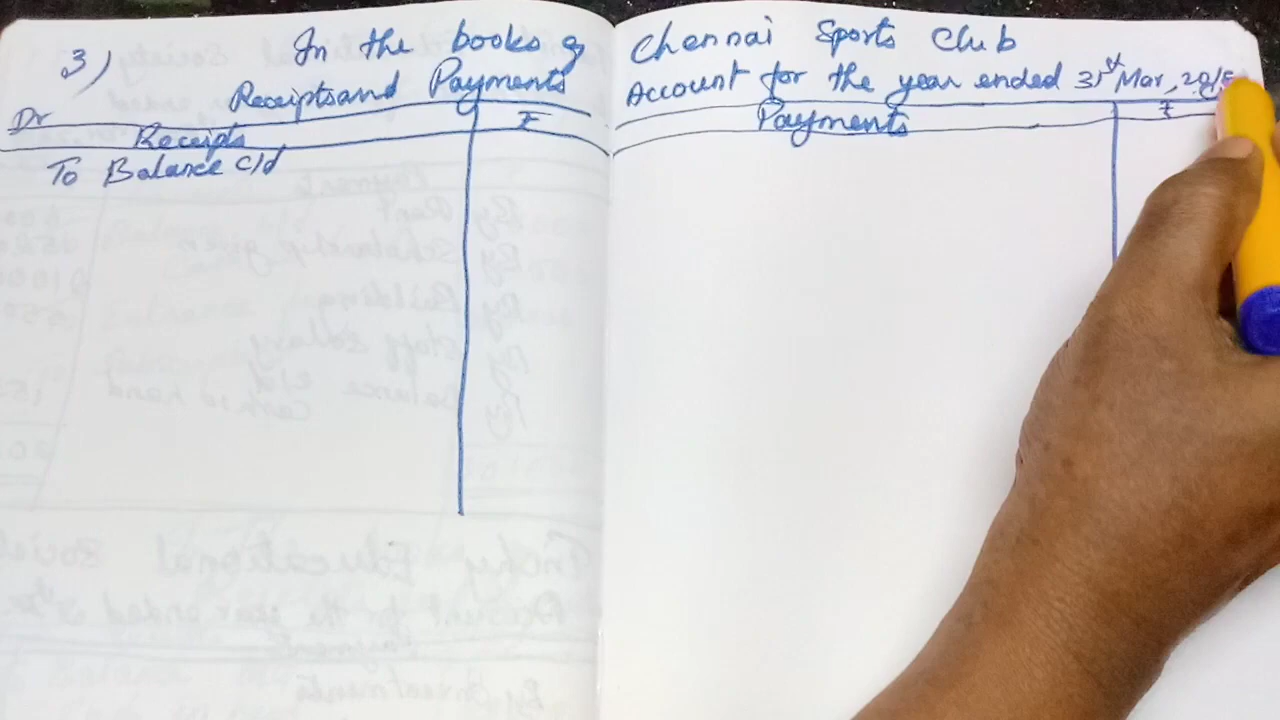 3) In the books of Chennai Sports Club
Receipts and Payments Account for the year ended 31st Mar, 2015
Dr
Receipts ₹ Payments ₹
To Balance c/d